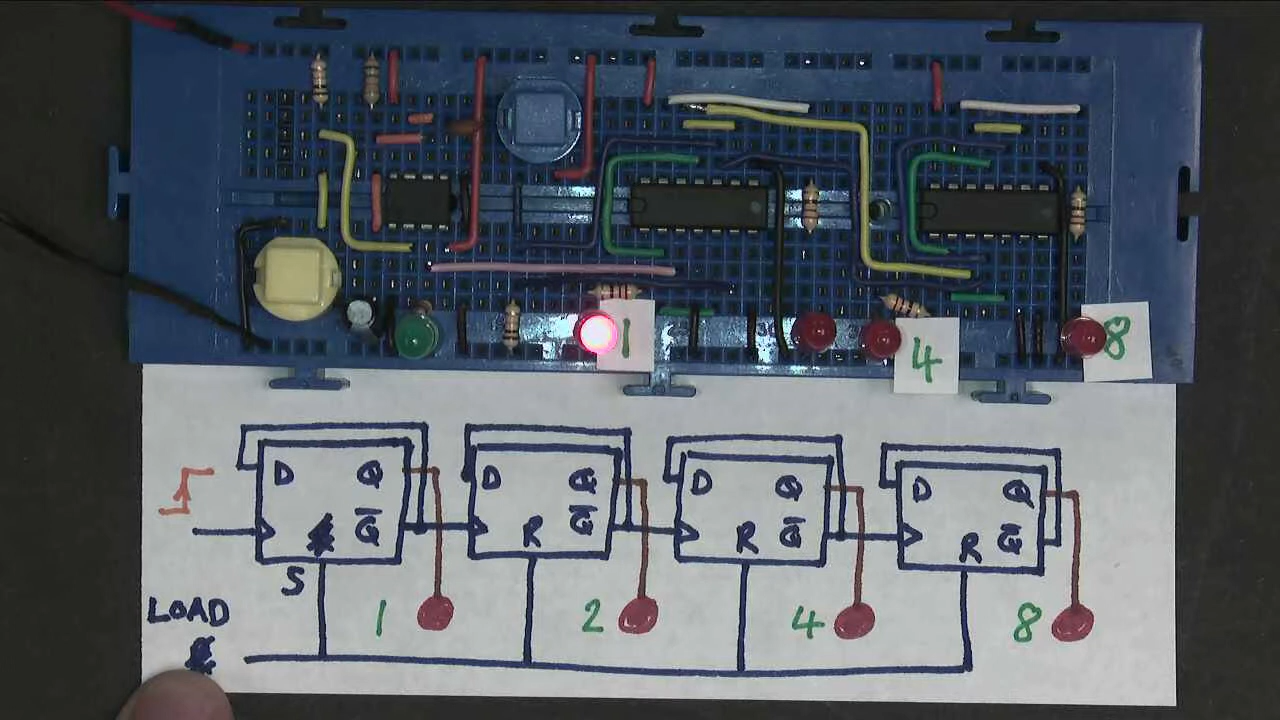 1
4
8
D Q D Q D Q D Q
R Q̅ R Q̅ R Q̅
Q̅
S
LOAD
1 2 4 8